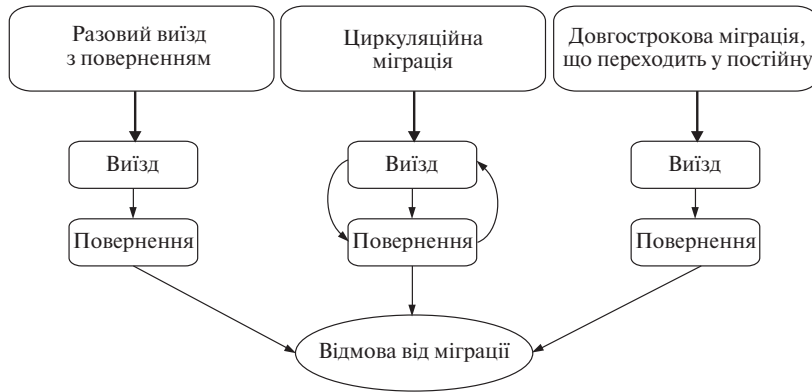 Разовий виїзд
з поверненням
Циркуляційна
міграція
Довгострокова міграція,
що переходить у постійну
Виїзд
Виїзд
Виїзд
Повернення
Повернення
Повернення
Відмова від міграції